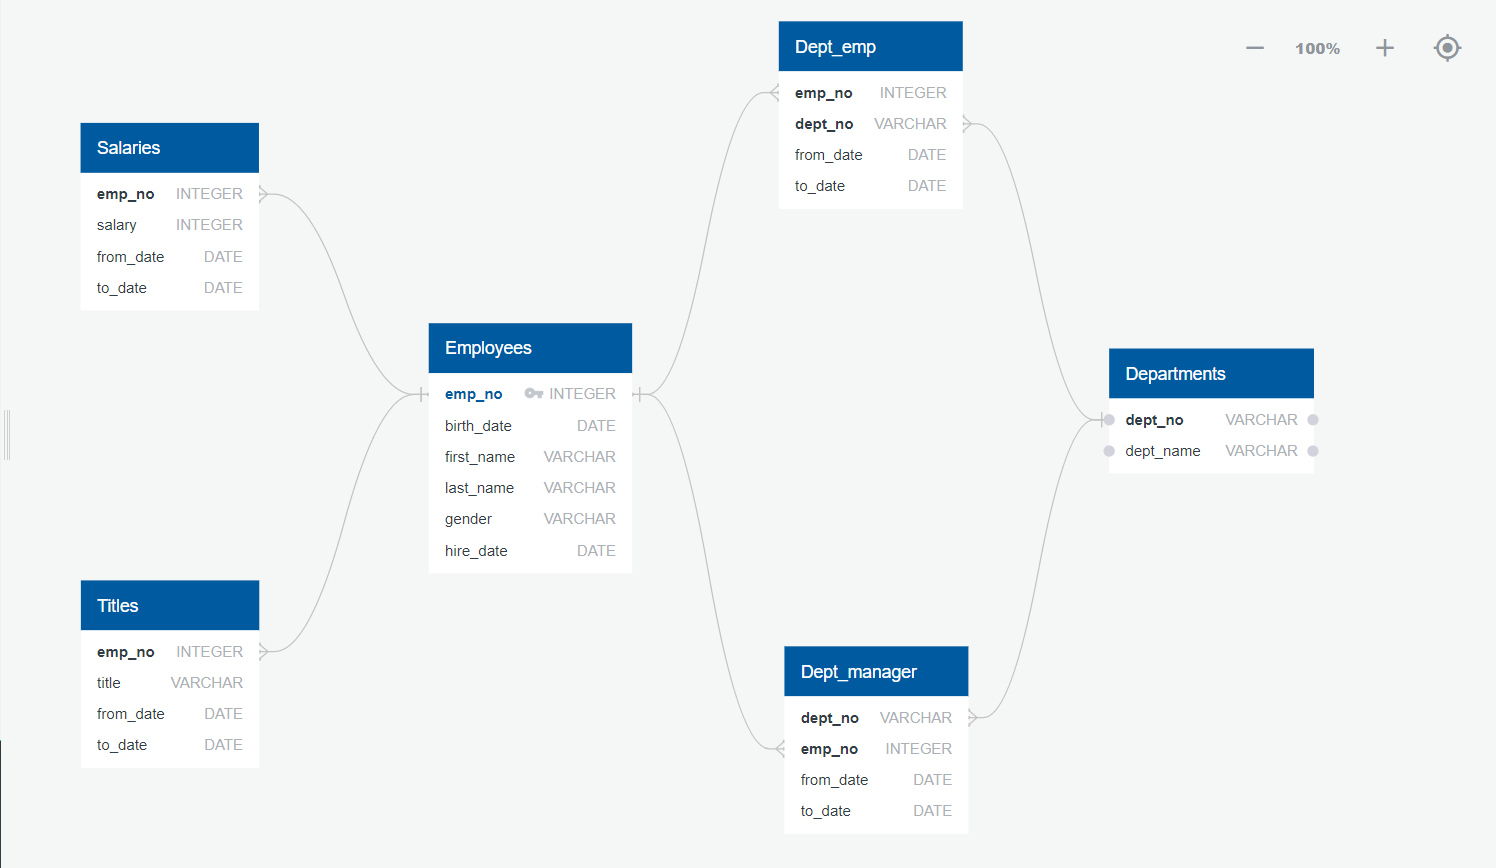 100%
Dept_emp
emp_no INTEGER
dept_no VARCHAR
from_date DATE
to_date DATE
Salaries
emp_no INTEGER
salary INTEGER
from_date DATE
to_date DATE
Employees
emp_no INTEGER
birth_date DATE
first_name VARCHAR
last_name VARCHAR
gender VARCHAR
hire_date DATE
Departments
dept_no VARCHAR
dept_name VARCHAR
Titles
emp_no INTEGER
title VARCHAR
from_date DATE
to_date DATE
Dept_manager
dept_no VARCHAR
emp_no INTEGER
from_date DATE
to_date DATE